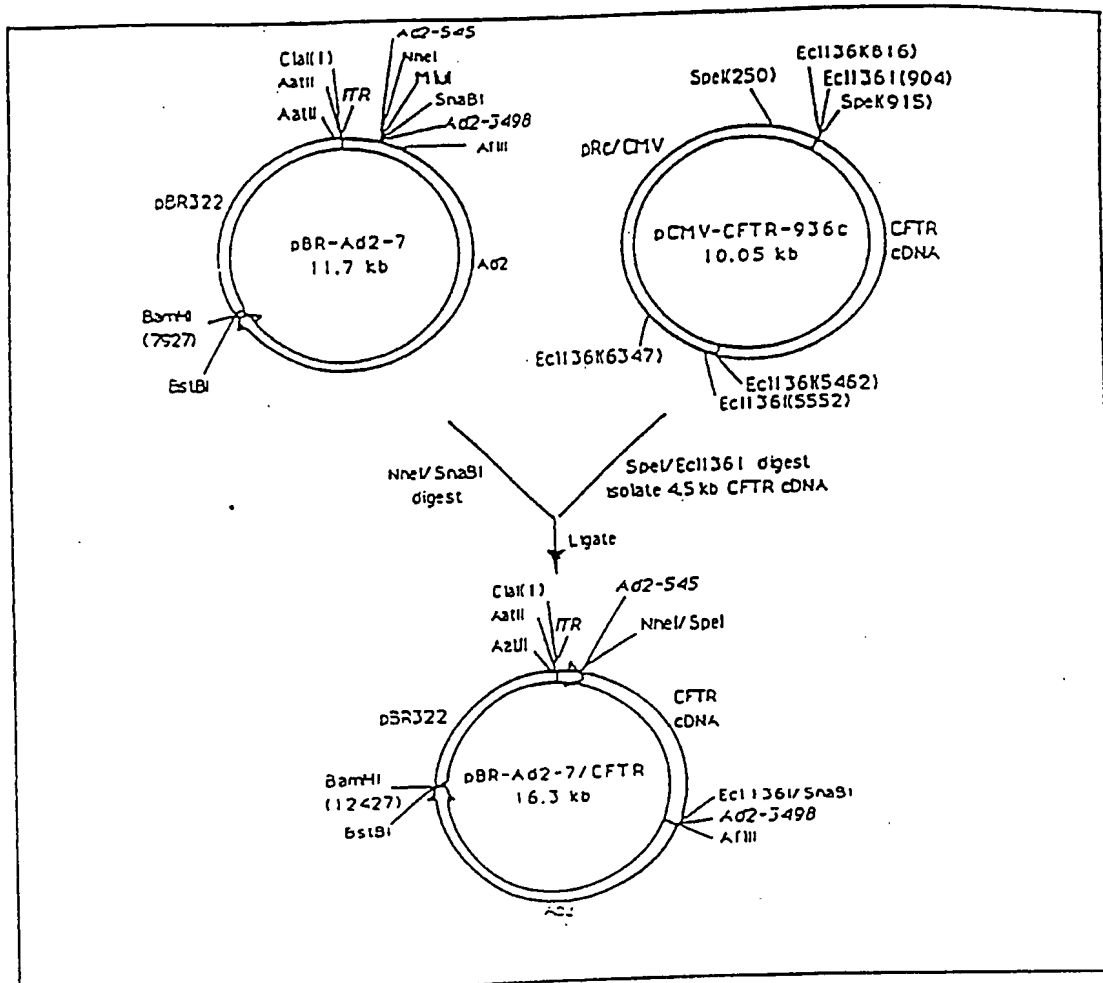 Ad2-545
ClaI(1)
NheI
AatII
ITR
MluI
SnaBI
AatII
Ad2-3498
AflII
pBR322
pBR-Ad2-7
11.7 kb
Ad2
BamHI
(7927)
BstBI
Ecl136I(816)
SpeI(250)
Ecl136I(904)
SpeI(915)
pRc/CMV
pCMV-CFTR-936c
10.05 kb
CFTR
cDNA
Ecl136I(6347)
Ecl136I(5462)
Ecl136I(5552)
NheI/SnaBI
digest
SpeI/Ecl136I digest
isolate 4.5 kb CFTR cDNA
Ligate
ClaI(1)
Ad2-545
AatII
ITR
NheI/SpeI
AatII
pBR322
CFTR
cDNA
BamHI
(12427)
pBR-Ad2-7/CFTR
16.3 kb
BstBI
Ecl136I/SnaBI
Ad2-3498
AflII
Ad2